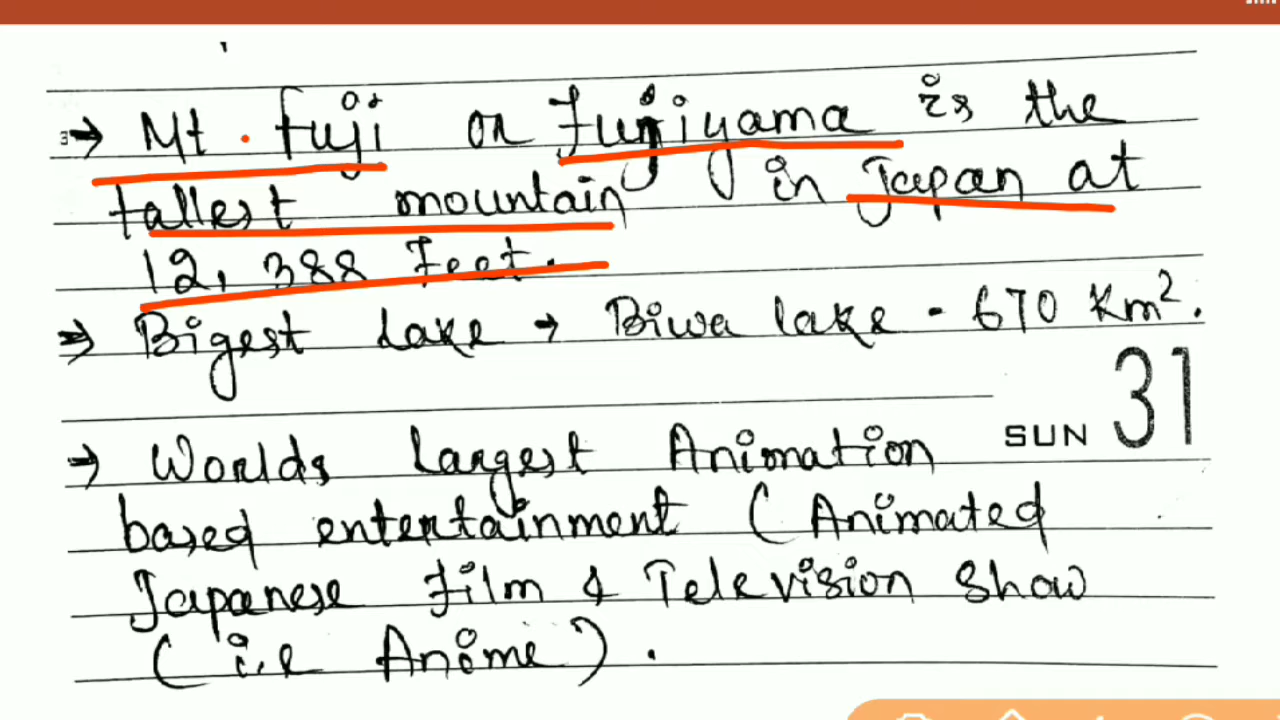 → Mt. Fuji or Fujiyama is the
tallest mountain in Japan at
12,388 Feet.
→ Bigest Lake → Biwa lake - 670 Km².
SUN 31
→ Worlds largest Animation
based entertainment (Animated
Japanese Film & Television Show
(i.e Anime).